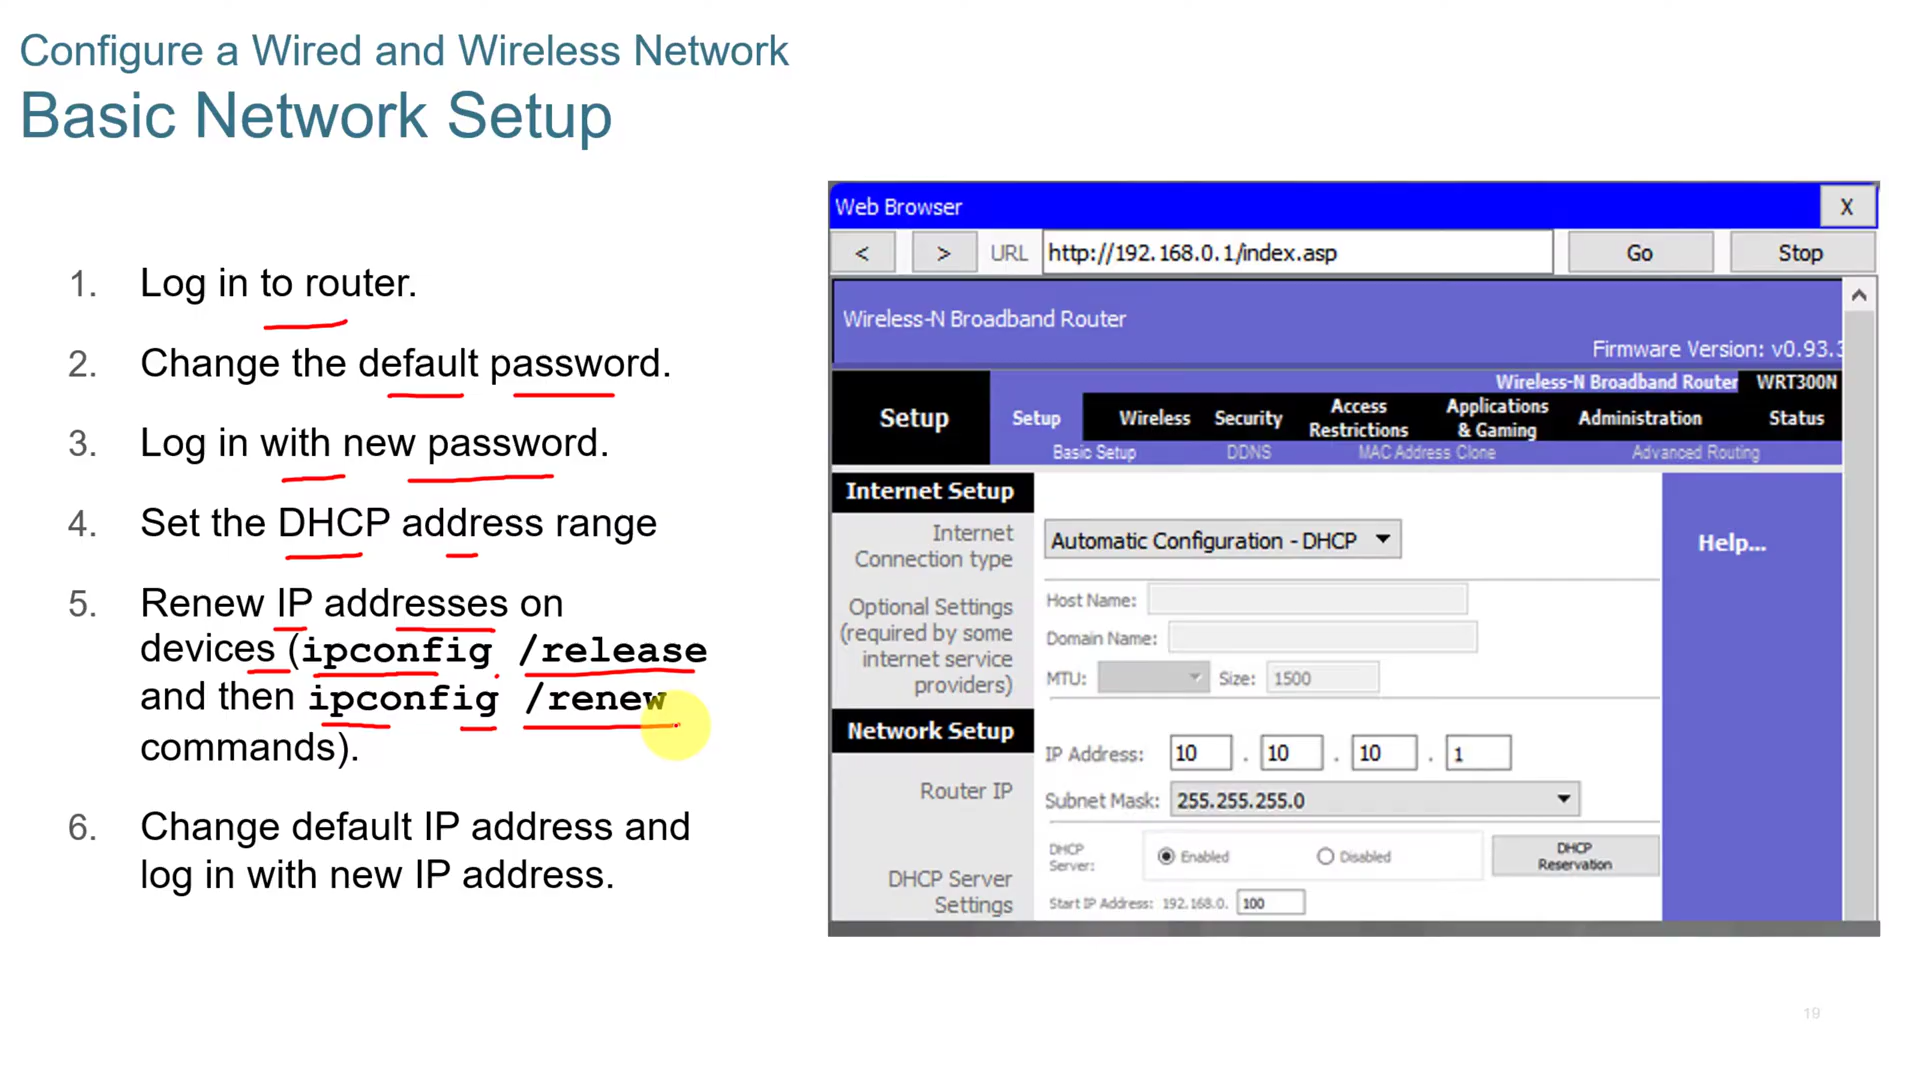 Configure a Wired and Wireless Network
Basic Network Setup
1. Log in to router.
2. Change the default password.
3. Log in with new password.
4. Set the DHCP address range
5. Renew IP addresses on
devices (ipconfig /release
and then ipconfig /renew
commands).
6. Change default IP address and
log in with new IP address.
Web Browser X
< > URL http://192.168.0.1/index.asp Go Stop
Wireless-N Broadband Router
Firmware Version: v0.93.3
Wireless-N Broadband Router WRT300N
Setup Setup Wireless Security Access Restrictions Applications & Gaming Administration Status
Basic Setup DDNS MAC Address Clone Advanced Routing
Internet Setup
Internet
Connection type Automatic Configuration - DHCP
Help...
Optional Settings
(required by some
internet service
providers)
Host Name:
Domain Name:
MTU: Size: 1500
Network Setup
Router IP
IP Address: 10 . 10 . 10 . 1
Subnet Mask: 255.255.255.0
DHCP Server
Settings
DHCP
Server: Enabled Disabled DHCP
Reservation
Start IP Address: 192.168.0. 100
19